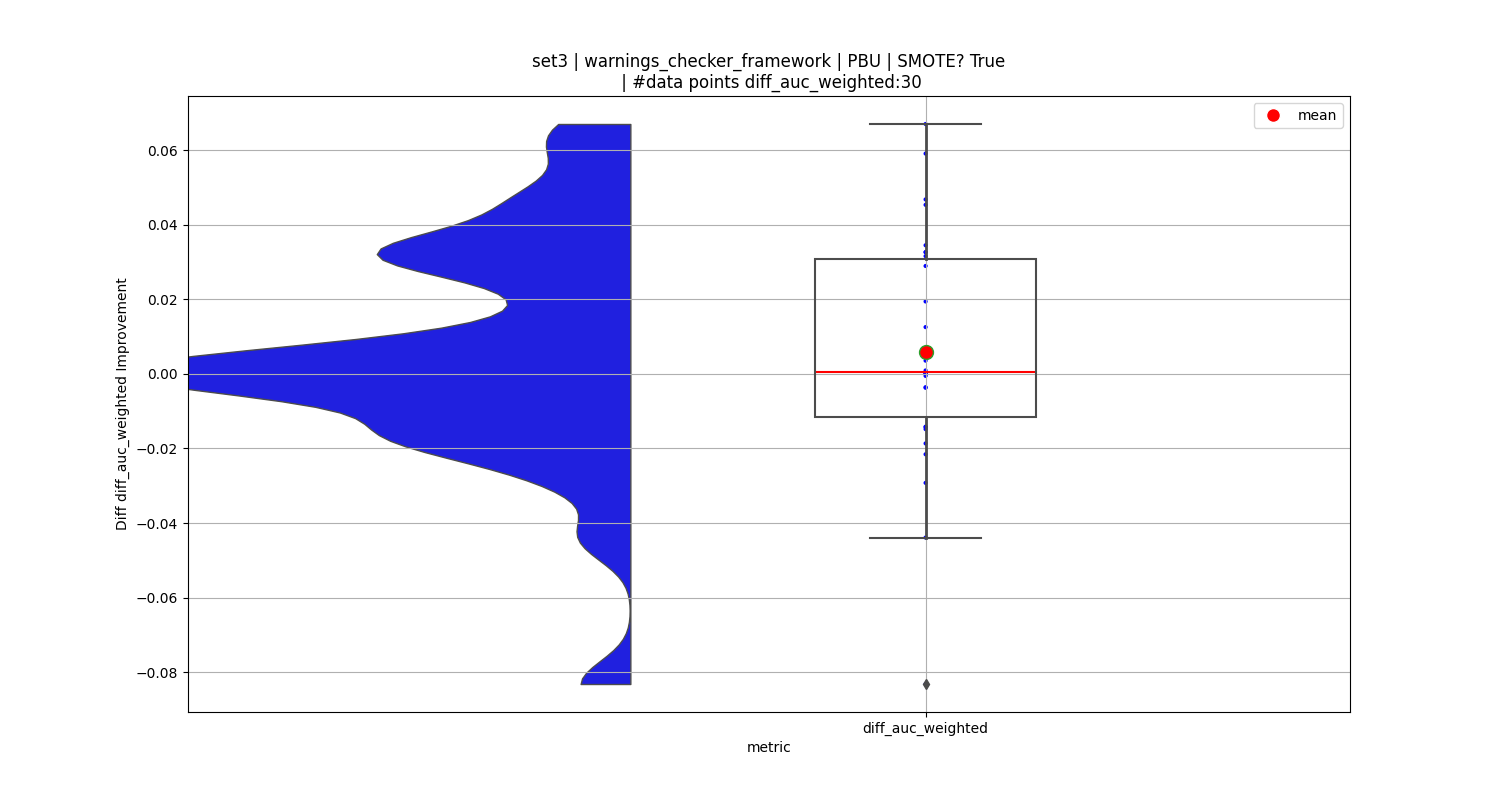 set3 | warnings_checker_framework | PBU | SMOTE? True
| #data points diff_auc_weighted:30
mean
0.06
0.04
0.02
0.00
−0.02
−0.04
−0.06
−0.08
Diff diff_auc_weighted Improvement
diff_auc_weighted
metric